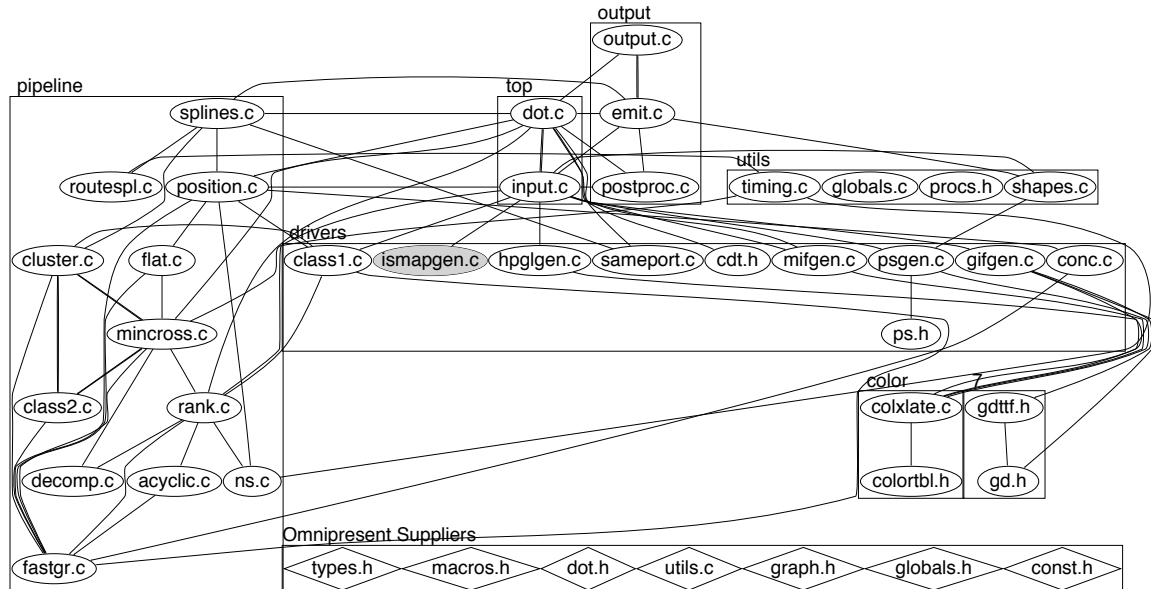 output
output.c
pipeline
top
splines.c
dot.c
emit.c
utils
routespl.c
position.c
input.c
postproc.c
timing.c
globals.c
procs.h
shapes.c
drivers
cluster.c
flat.c
class1.c
ismapgen.c
hpglgen.c
sameport.c
cdt.h
mifgen.c
psgen.c
gifgen.c
conc.c
mincross.c
ps.h
color
7
class2.c
rank.c
colxlate.c
gdttf.h
decomp.c
acyclic.c
ns.c
colortbl.h
gd.h
Omnipresent Suppliers
fastgr.c
types.h
macros.h
dot.h
utils.c
graph.h
globals.h
const.h